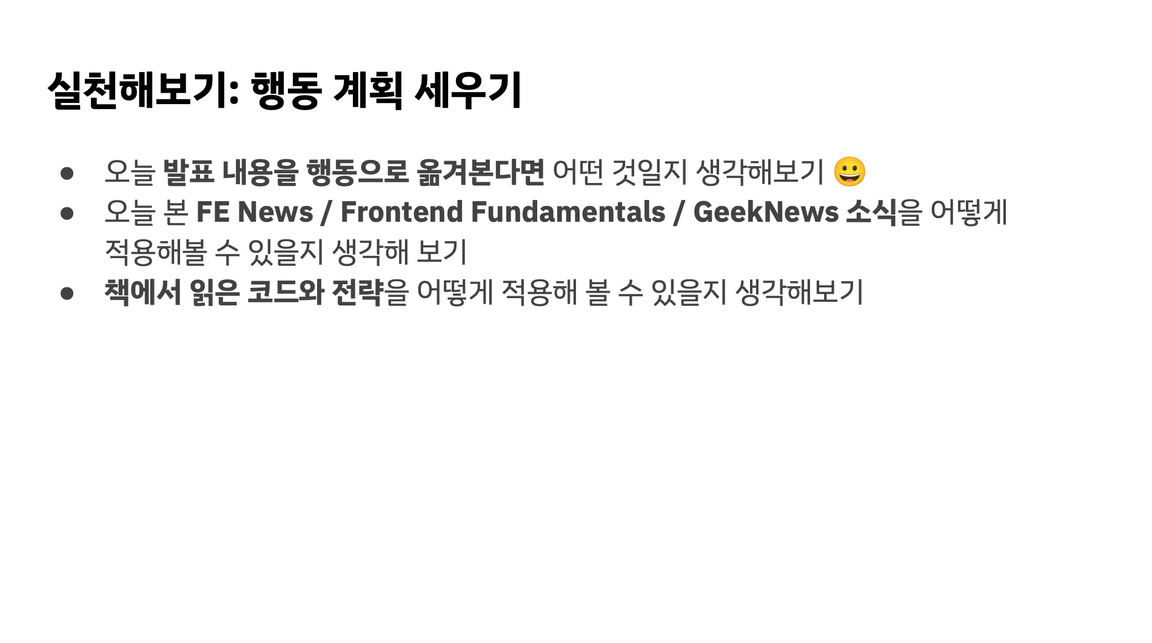 실천해보기: 행동 계획 세우기
● 오늘 발표 내용을 행동으로 옮겨본다면 어떤 것일지 생각해보기 😀
● 오늘 본 FE News / Frontend Fundamentals / GeekNews 소식을 어떻게
적용해볼 수 있을지 생각해 보기
● 책에서 읽은 코드와 전략을 어떻게 적용해 볼 수 있을지 생각해보기